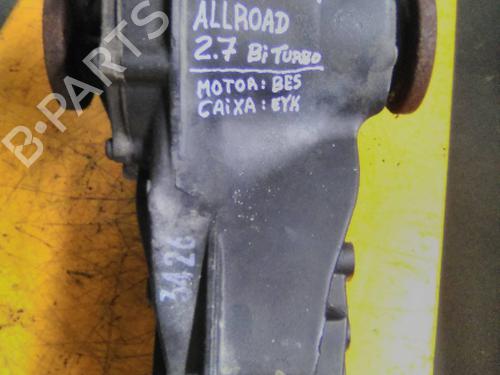 ALLROAD
2.7 Bi TURBO
MOTOR: BES
CAIXA: EYK
3426
B-PARTS